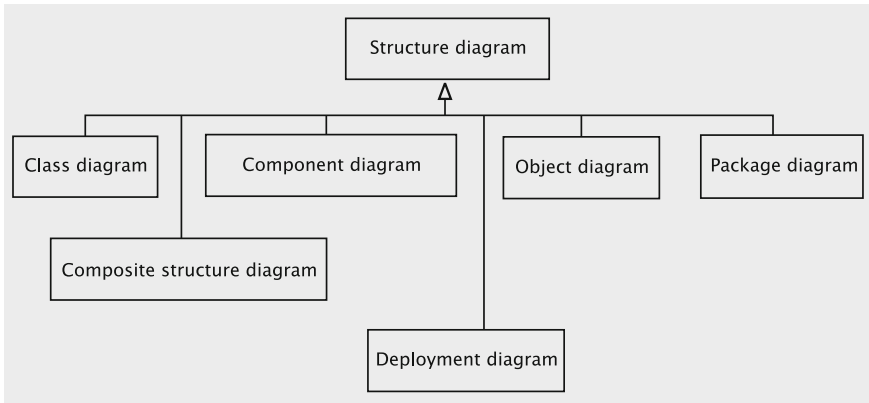 Structure diagram
Class diagram
Component diagram
Object diagram
Package diagram
Composite structure diagram
Deployment diagram